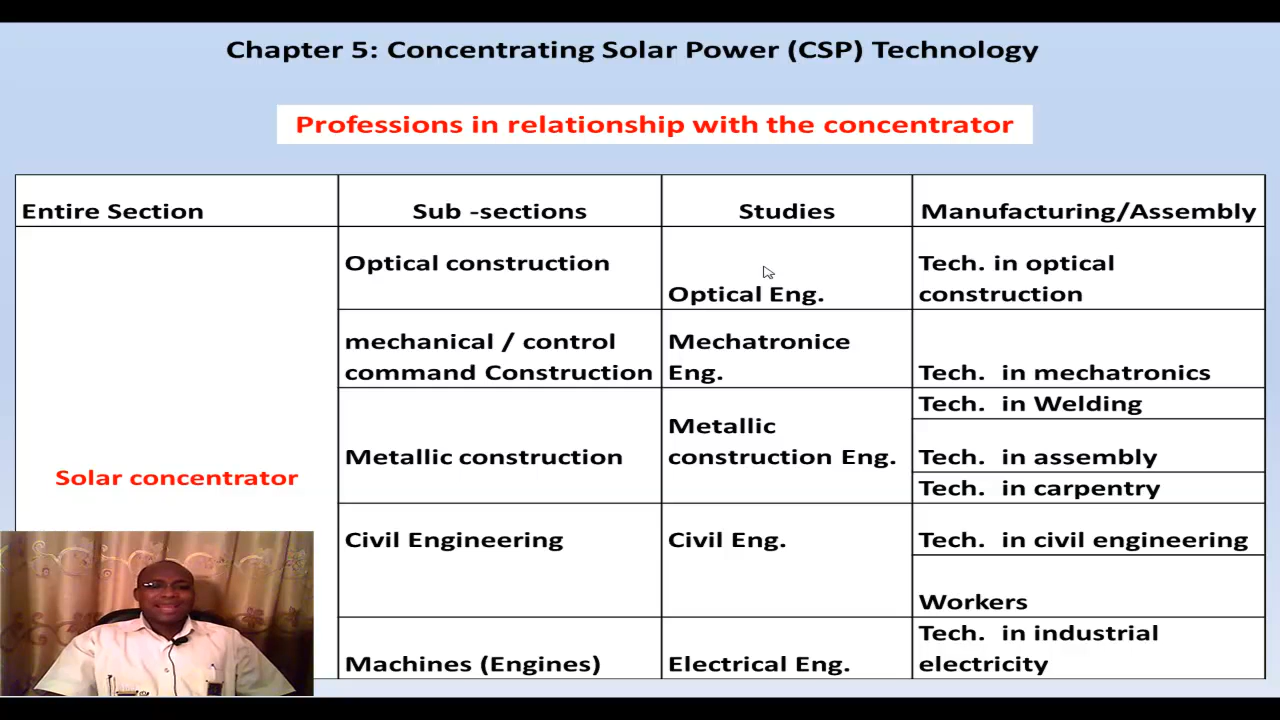 Chapter 5: Concentrating Solar Power (CSP) Technology
Professions in relationship with the concentrator
Entire Section
Sub -sections
Studies
Manufacturing/Assembly
Solar concentrator
Optical construction
Optical Eng.
Tech. in optical
construction
mechanical / control
command Construction
Mechatronice
Eng.
Tech. in mechatronics
Metallic construction
Metallic
construction Eng.
Tech. in Welding
Tech. in assembly
Tech. in carpentry
Civil Engineering
Civil Eng.
Tech. in civil engineering
Workers
Machines (Engines)
Electrical Eng.
Tech. in industrial
electricity